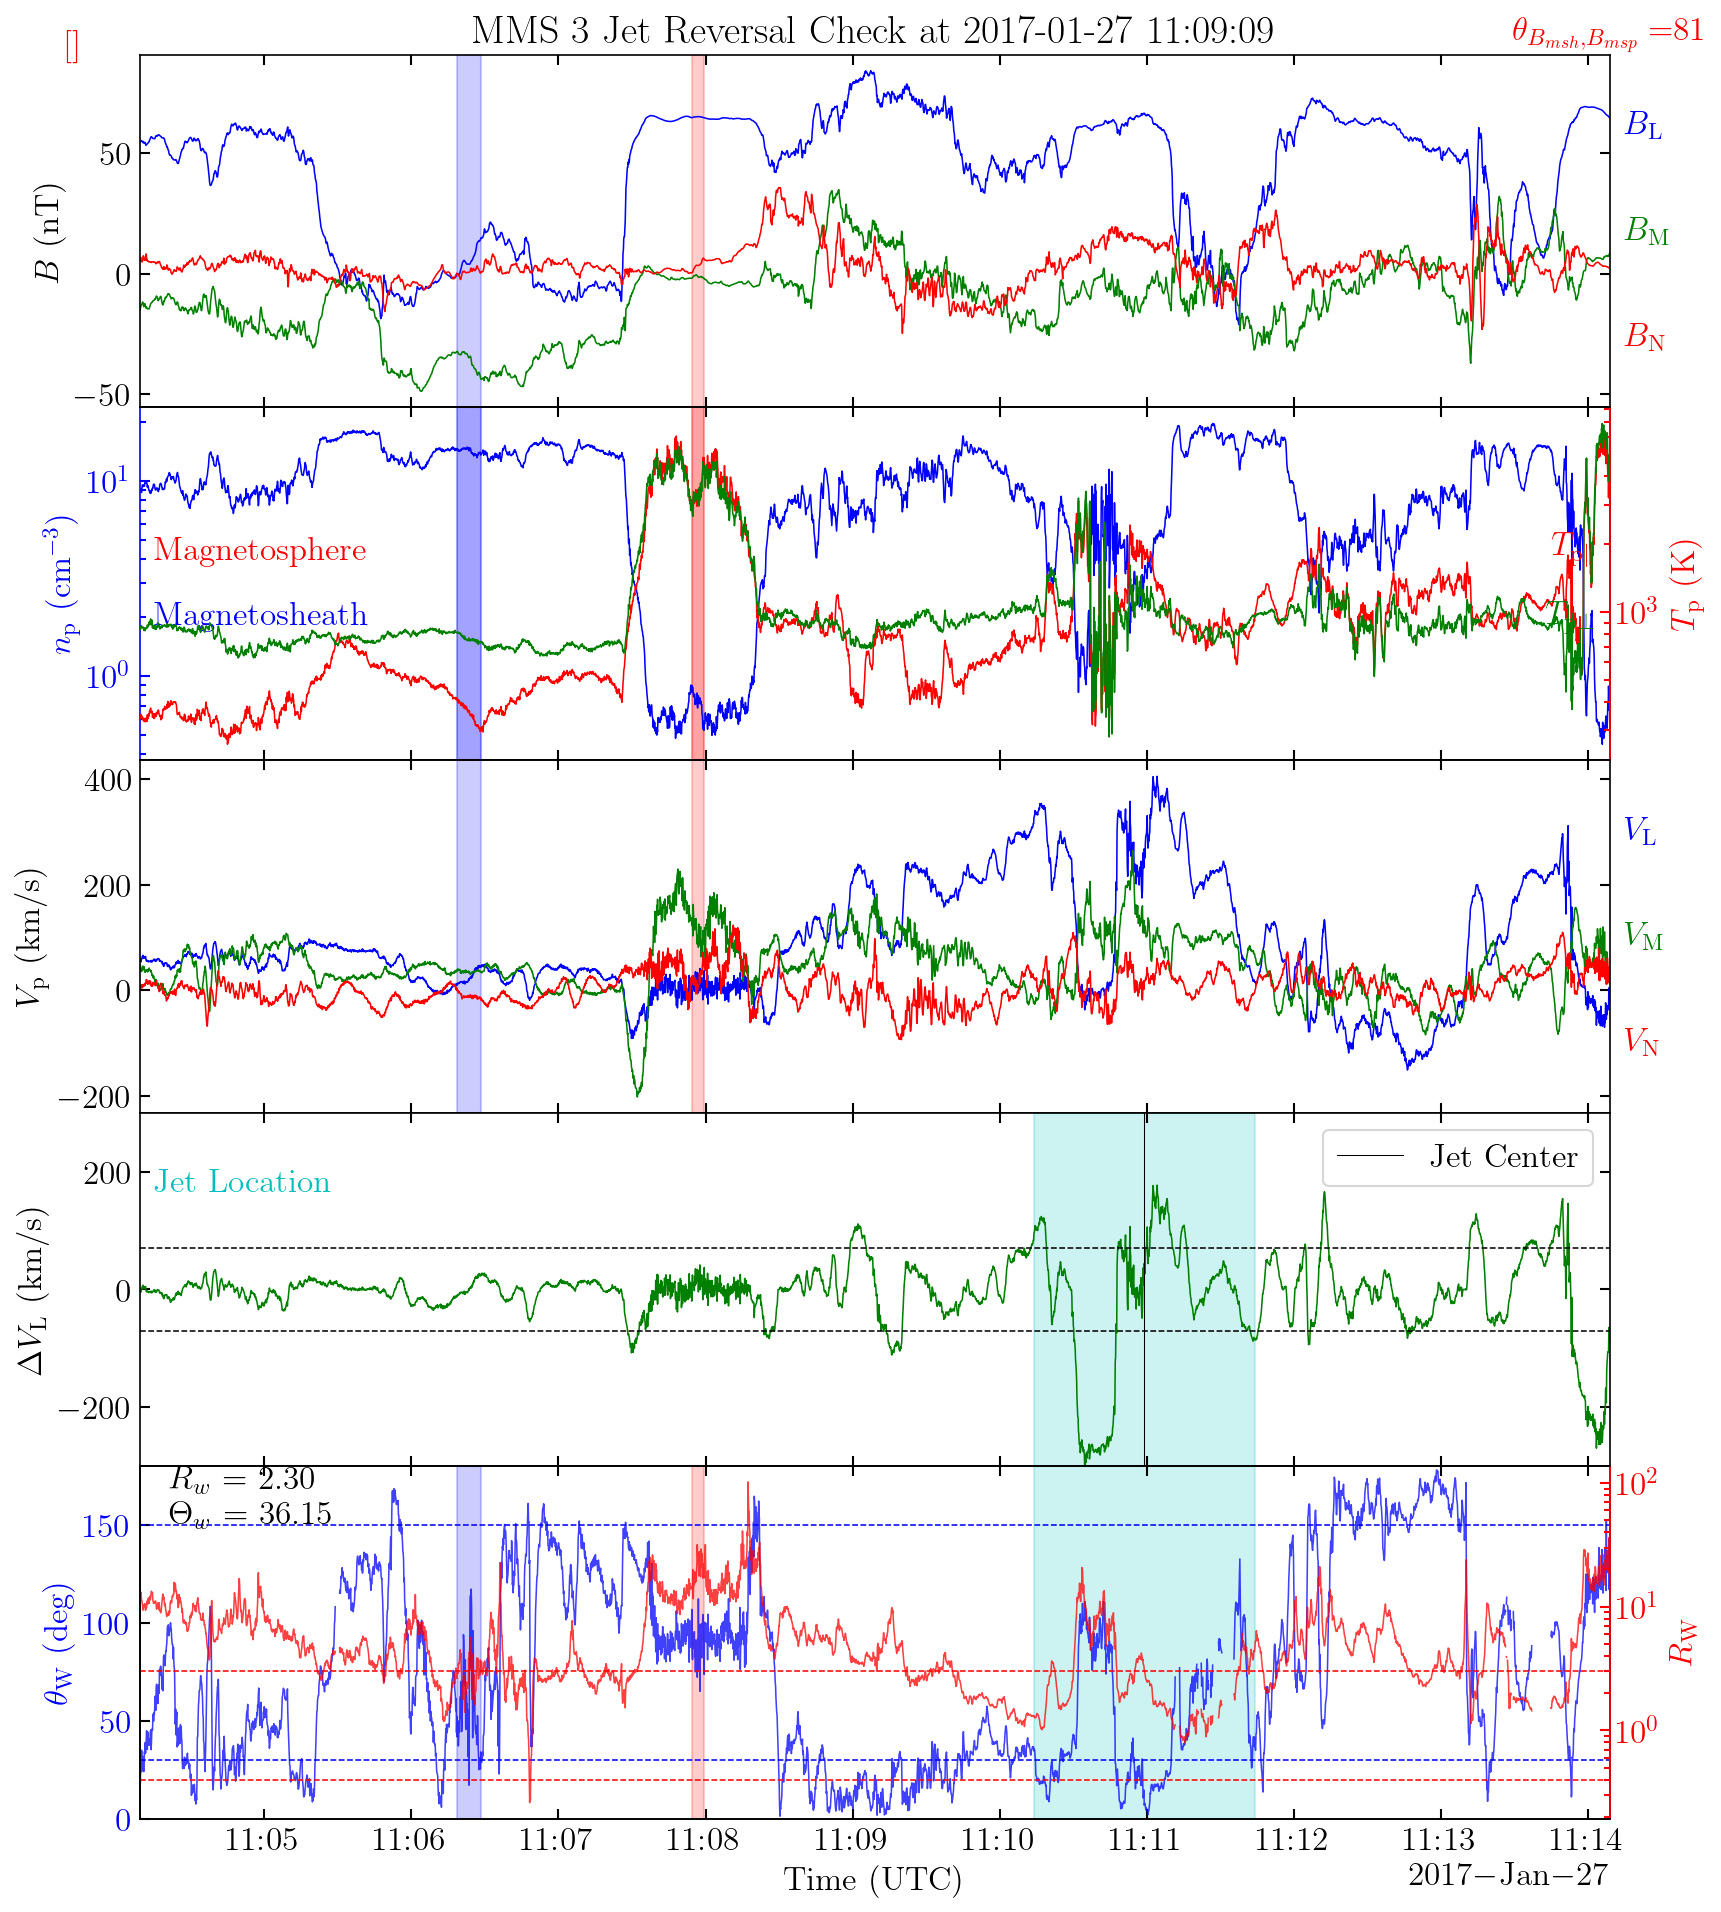 MMS 3 Jet Reversal Check at 2017-01-27 11:09:09
[]
θ_{B_{msh},B_{msp}} =81
50
0
−50
B (nT)
B_L
B_M
B_N
10^1
10^0
n_p (cm^{−3})
Magnetosphere
Magnetosheath
10^3
T_p (K)
400
200
0
−200
V_p (km/s)
V_L
V_M
V_N
200
0
−200
ΔV_L (km/s)
Jet Location
Jet Center
R_w = 2.30
Θ_w = 36.15
150
100
50
0
θ_W (deg)
10^2
10^1
10^0
R_W
11:05 11:06 11:07 11:08 11:09 11:10 11:11 11:12 11:13 11:14
Time (UTC)
2017−Jan−27